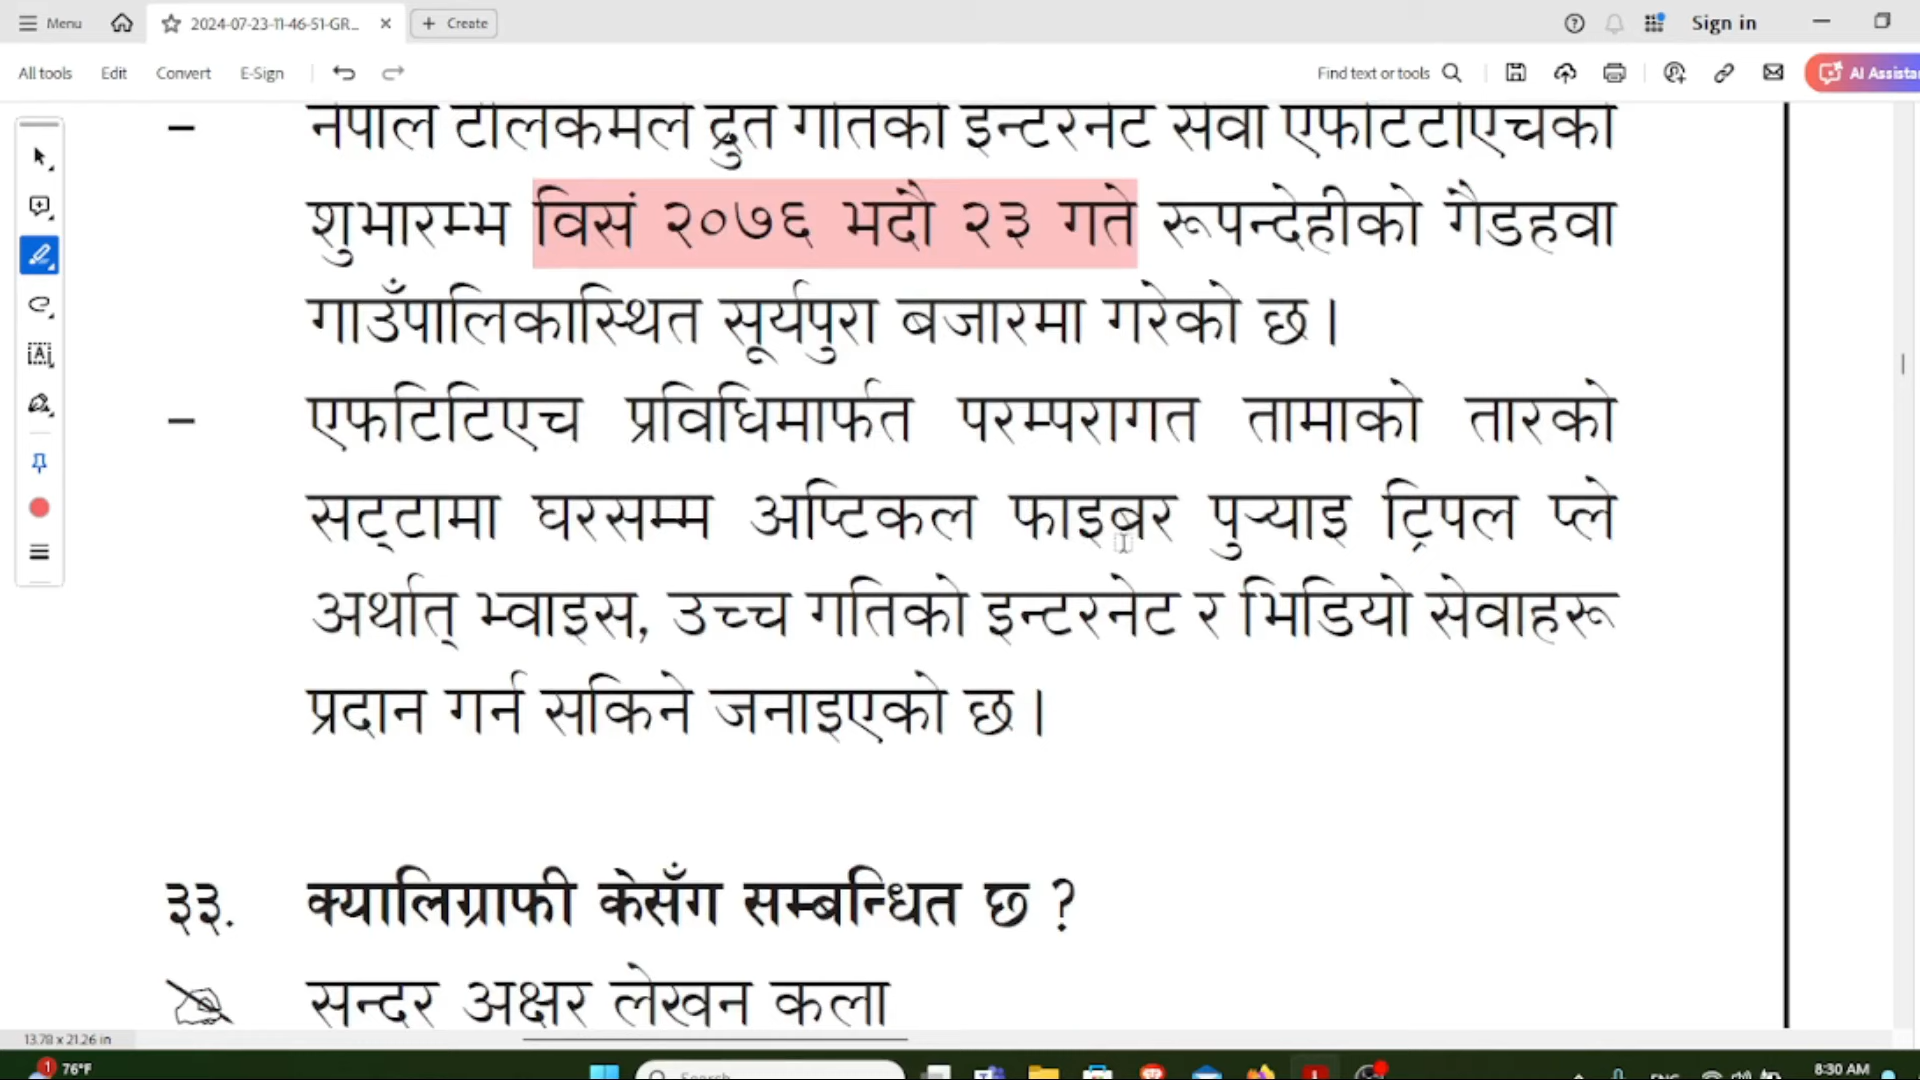 Menu
2024-07-23-11-46-51-GR...
Create
Sign in
All tools
Edit
Convert
E-Sign
Find text or tools
AI Assista
– नेपाल टेलिकमले द्रुत गतिको इन्टरनेट सेवा एफटिटिएचको
शुभारम्भ विसं २०७६ भदौ २३ गते रूपन्देहीको गैडहवा
गाउँपालिकास्थित सूर्यपुरा बजारमा गरेको छ।
– एफटिटिएच प्रविधिमार्फत परम्परागत तामाको तारको
सट्टामा घरसम्म अप्टिकल फाइबर पुर्‍याइ ट्रिपल प्ले
अर्थात् भ्वाइस, उच्च गतिको इन्टरनेट र भिडियो सेवाहरू
प्रदान गर्न सकिने जनाइएको छ।
३३. क्यालिग्राफी केसँग सम्बन्धित छ ?
सुन्दर अक्षर लेखन कला
13.78 x 21.26 in
1
76°F
Search
ENG
8:30 AM